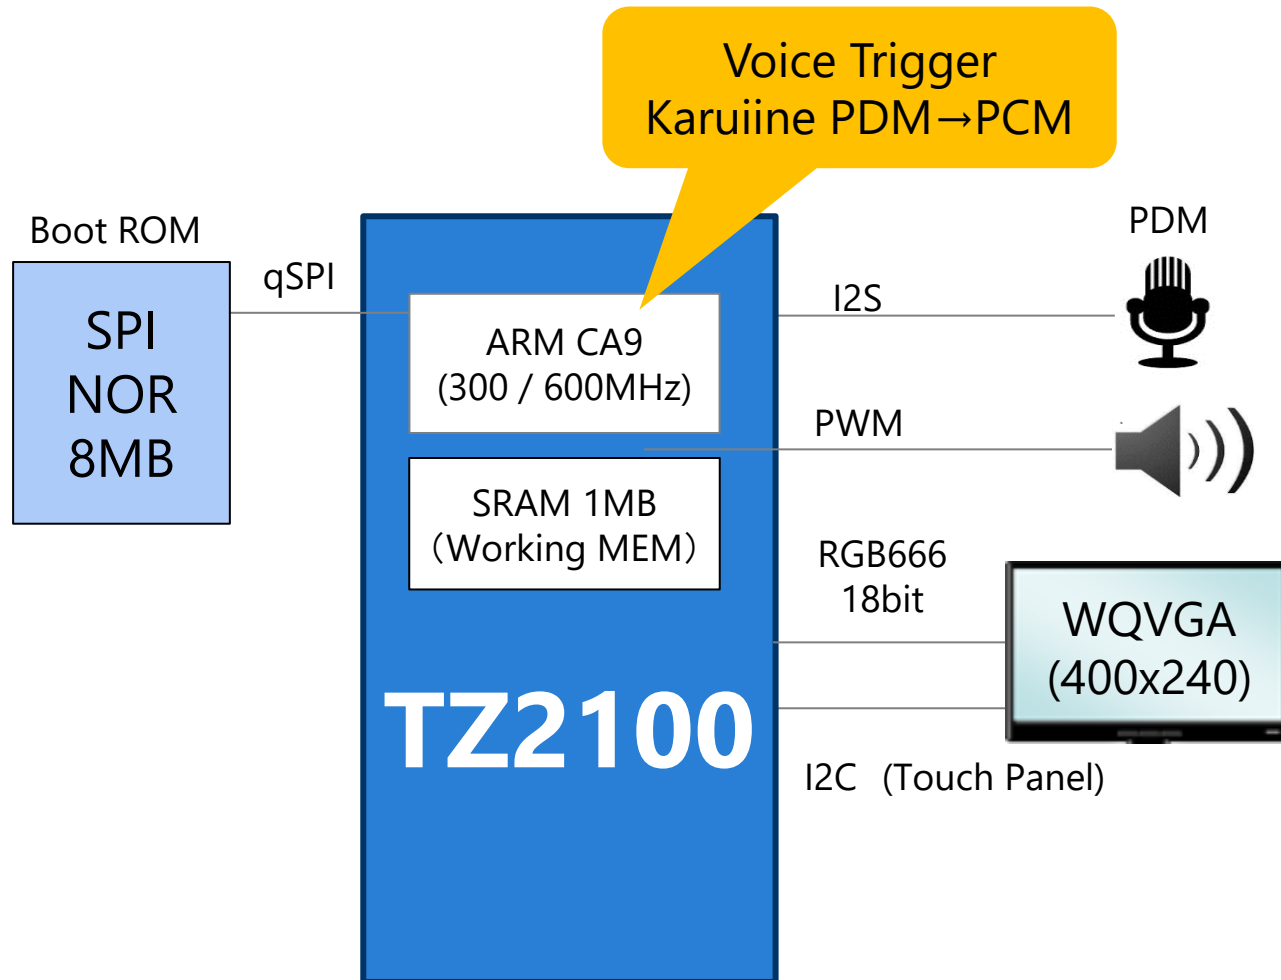 Voice Trigger
Karuiine PDM→PCM
Boot ROM
SPI
NOR
8MB
qSPI
ARM CA9
(300 / 600MHz)
SRAM 1MB
（Working MEM）
TZ2100
PDM
I2S
PWM
RGB666
18bit
WQVGA
(400x240)
I2C (Touch Panel)